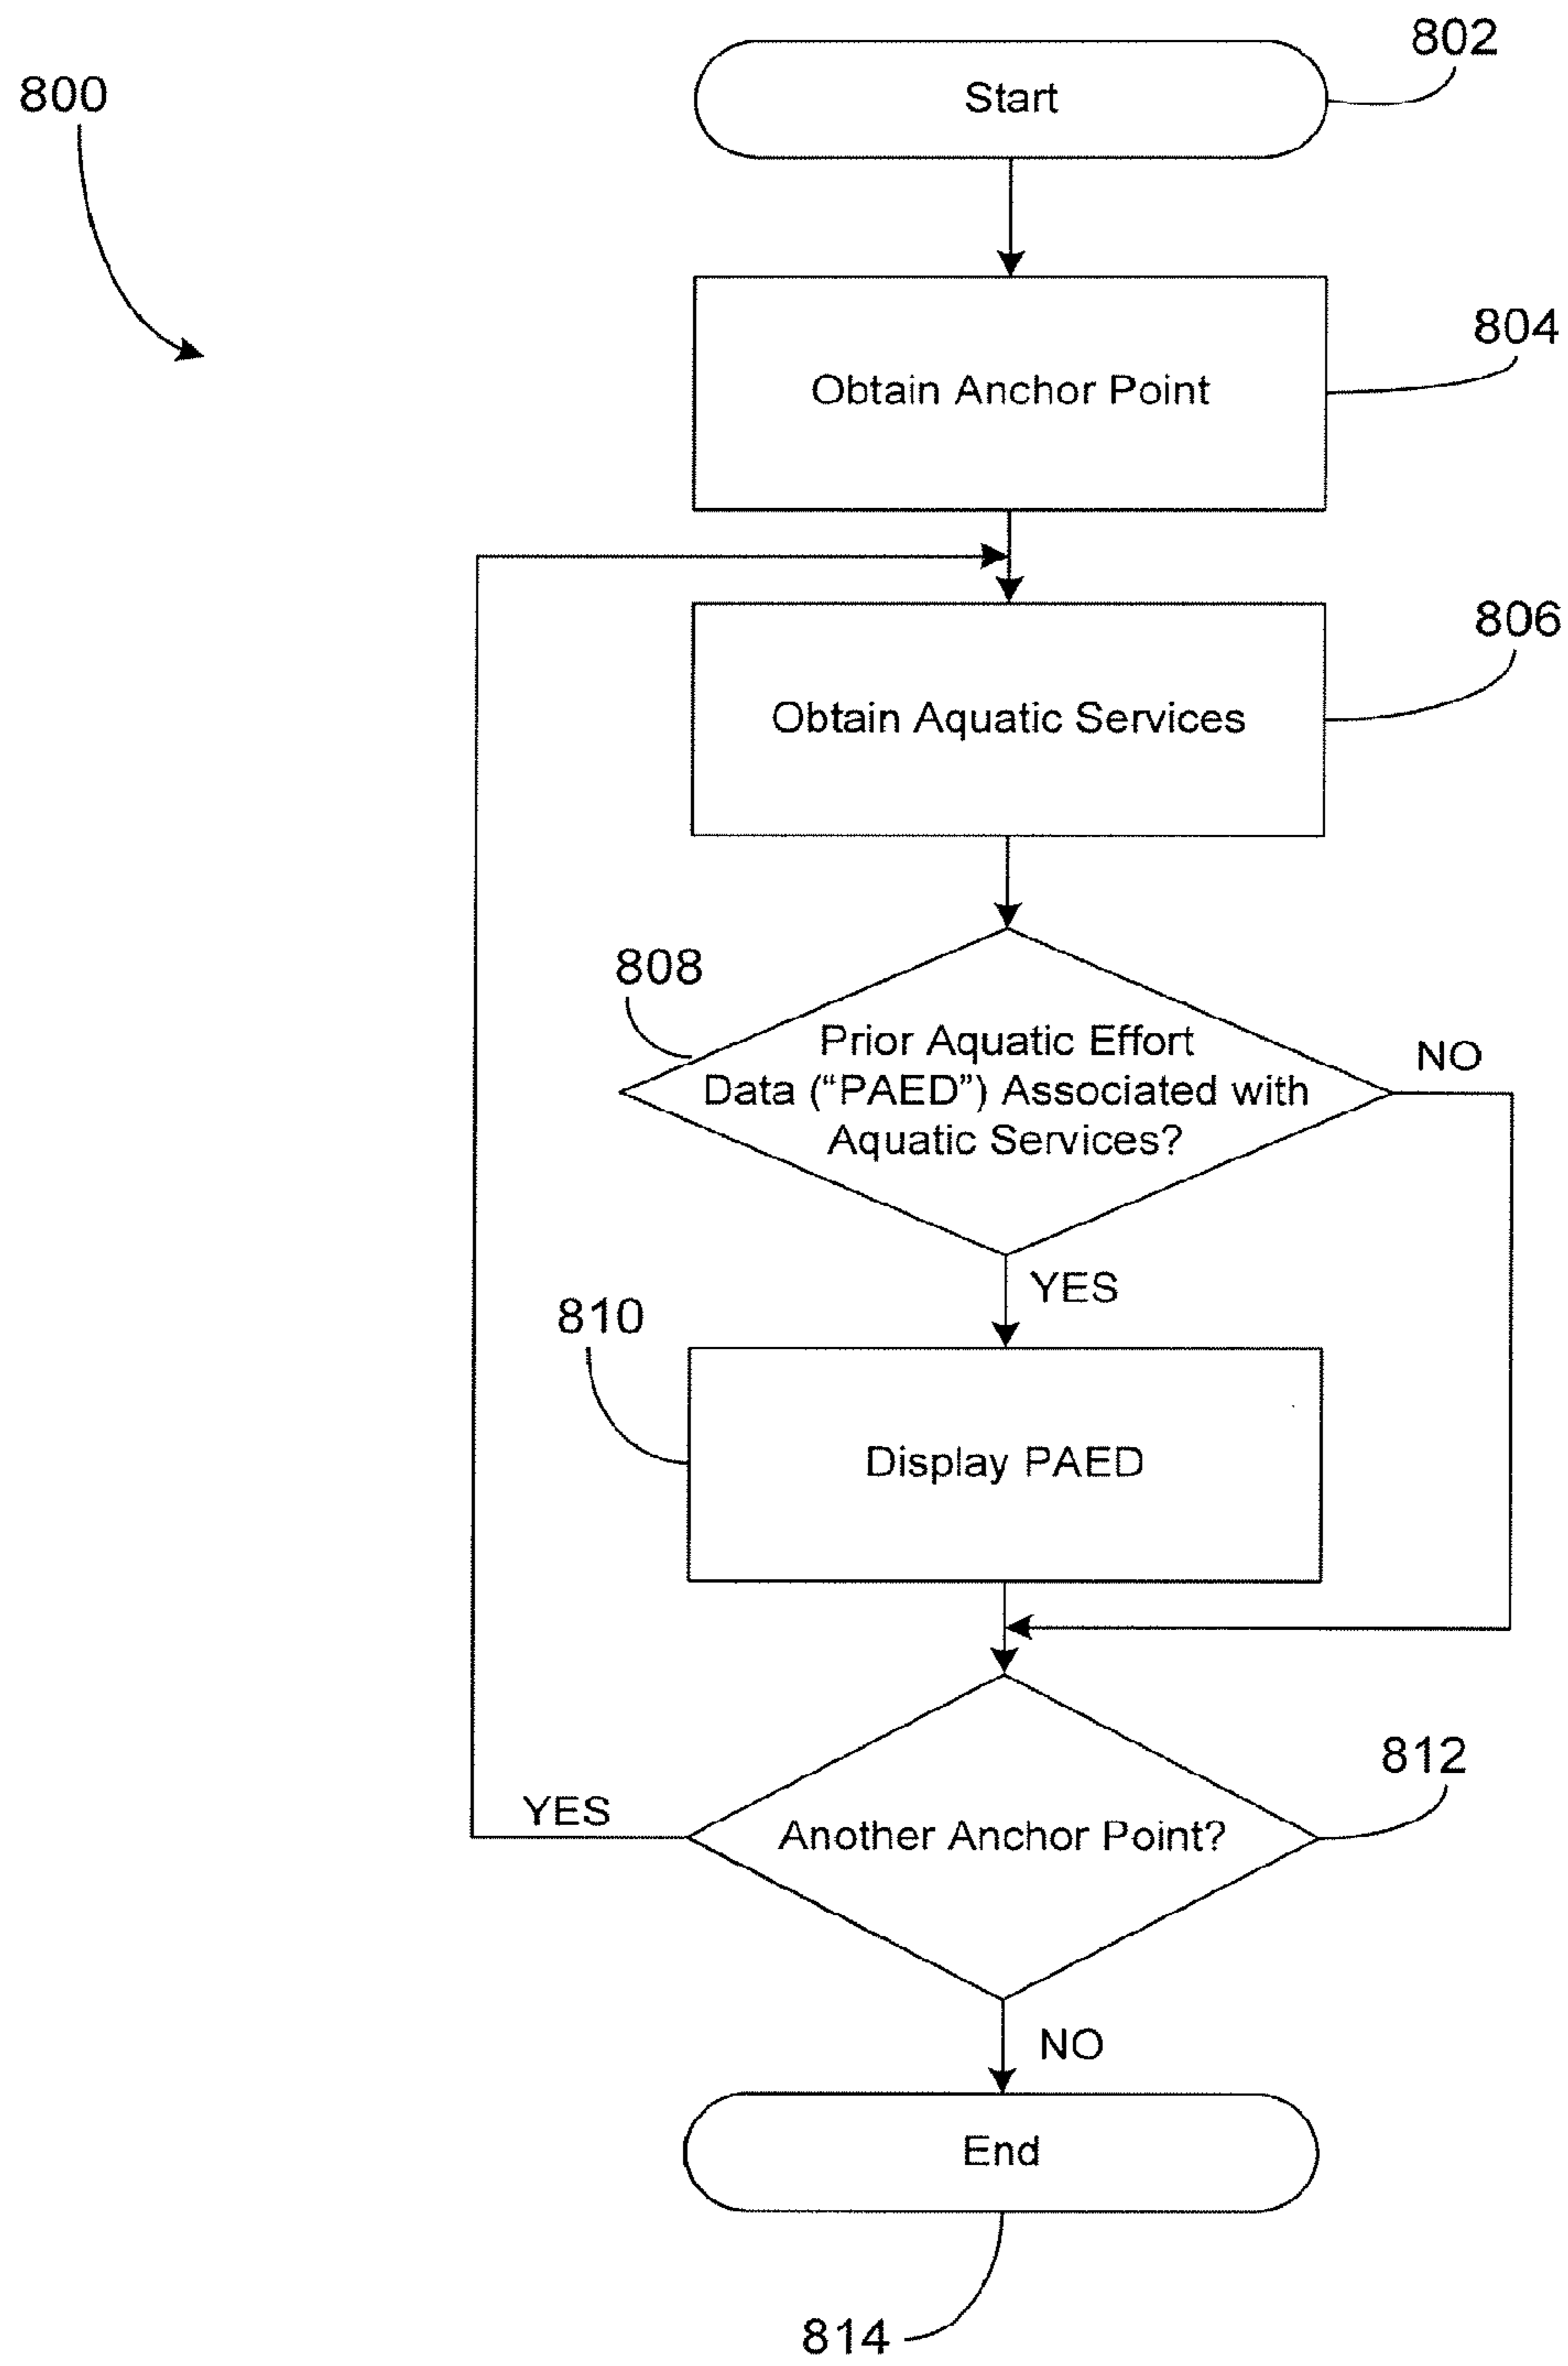 800
802
Start
804
Obtain Anchor Point
806
Obtain Aquatic Services
808
Prior Aquatic Effort
Data (“PAED”) Associated with
Aquatic Services?
NO
YES
810
Display PAED
812
Another Anchor Point?
YES
NO
End
814